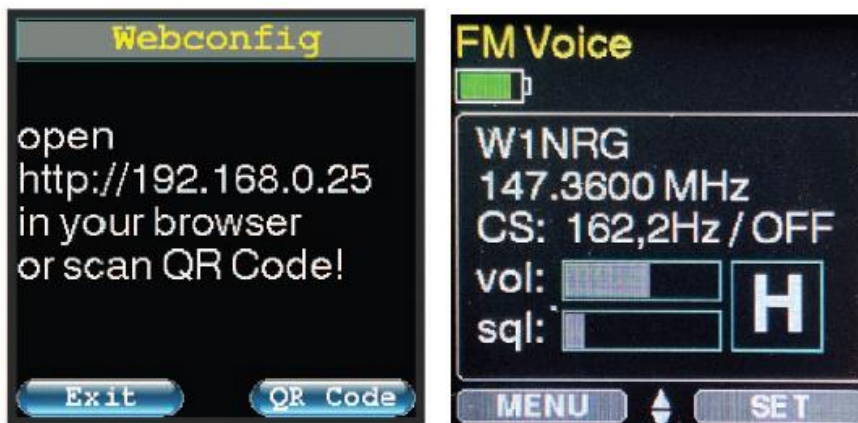 Webconfig
open
http://192.168.0.25
in your browser
or scan QR Code!
Exit
QR Code
FM Voice
W1NRG
147.3600 MHz
CS: 162,2Hz / OFF
vol:
H
sql:
MENU
SET